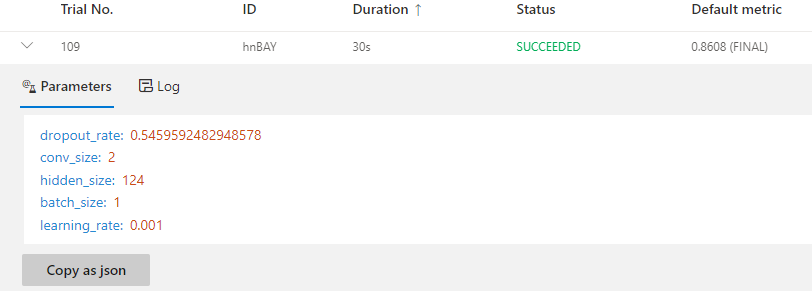 Trial No. ID Duration ↑ Status Default metric
109 hnBAY 30s SUCCEEDED 0.8608 (FINAL)
Parameters Log
dropout_rate: 0.5459592482948578
conv_size: 2
hidden_size: 124
batch_size: 1
learning_rate: 0.001
Copy as json